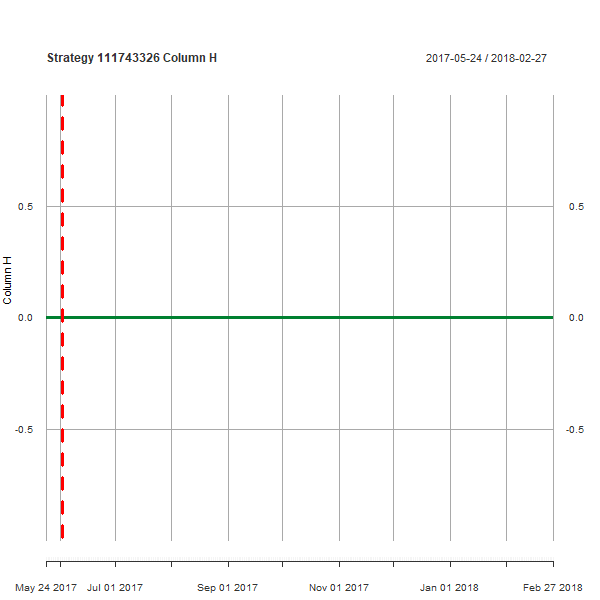 Strategy 111743326 Column H 2017-05-24 / 2018-02-27
0.5 0.5
Column H
0.0 0.0
-0.5 -0.5
May 24 2017 Jul 01 2017 Sep 01 2017 Nov 01 2017 Jan 01 2018 Feb 27 2018